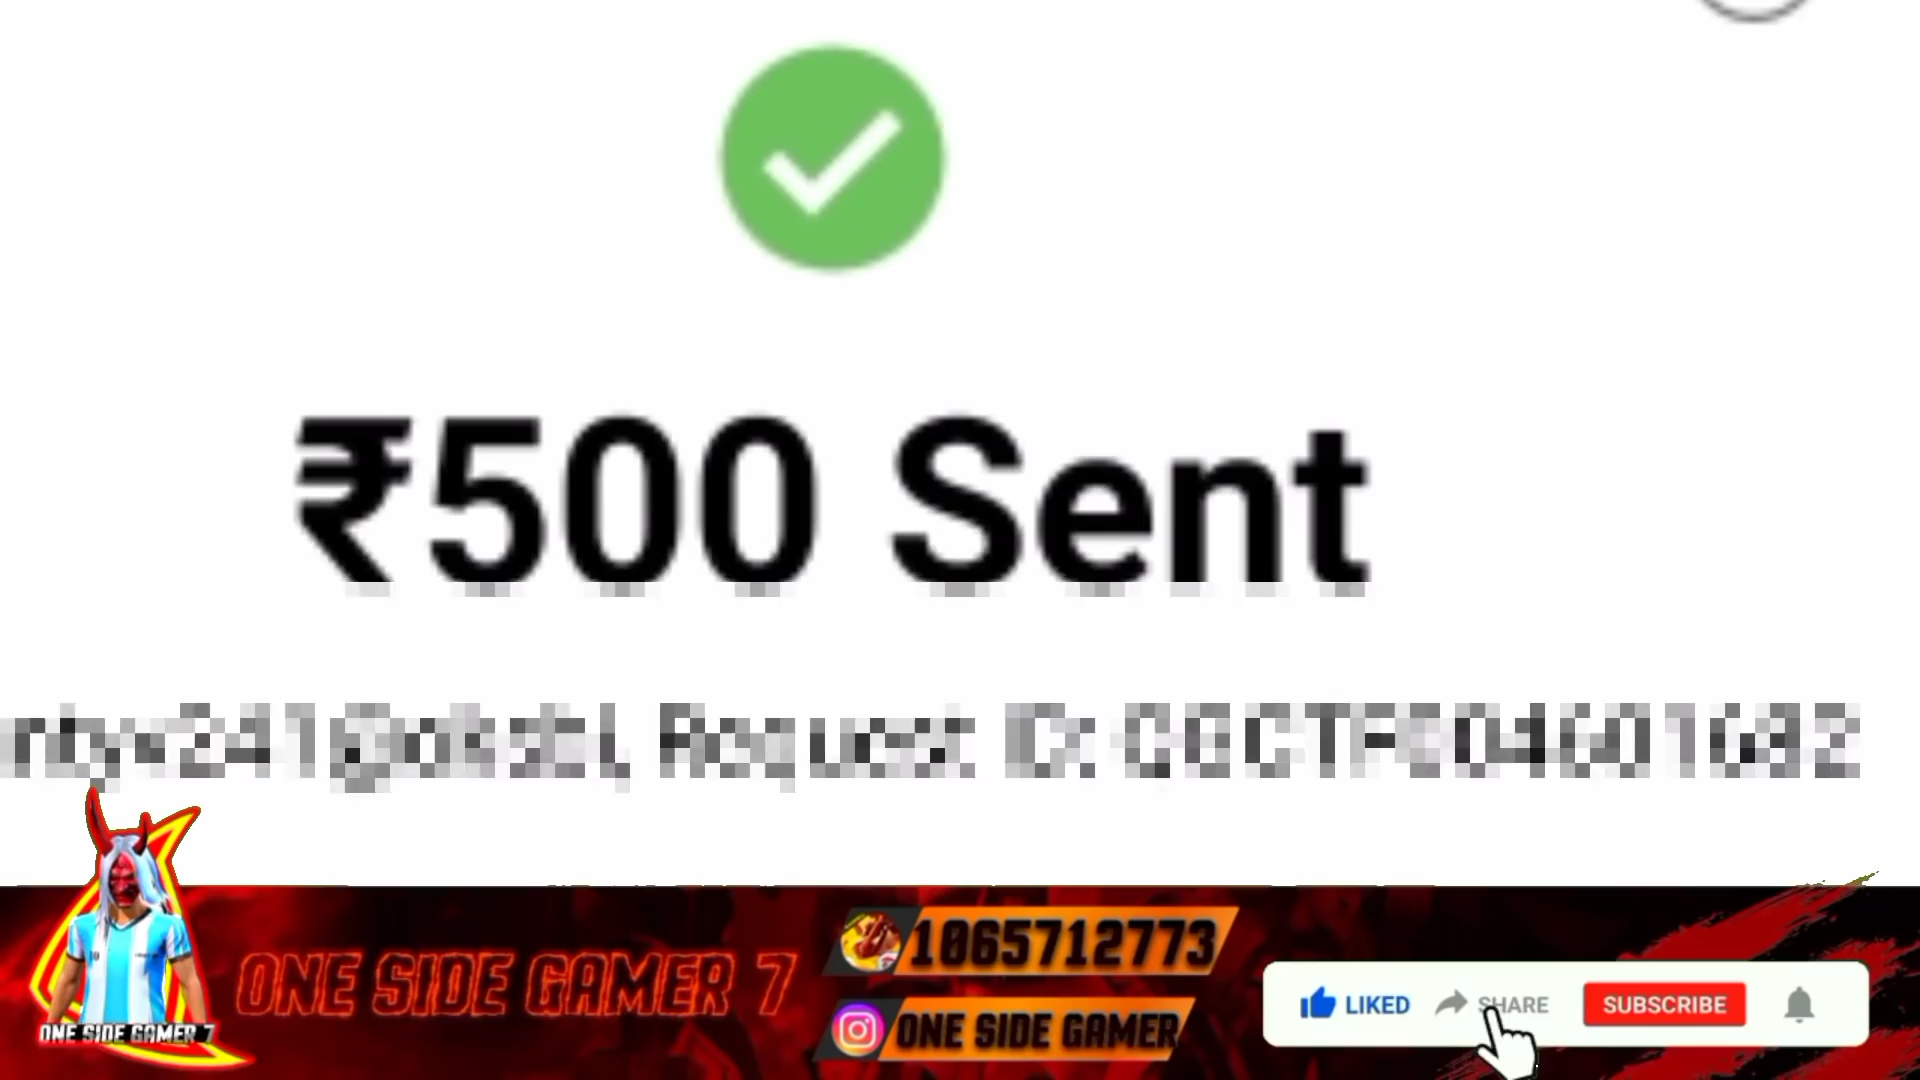 ₹500 Sent
Request ID:
ONE SIDE GAMER 7
1065712773
ONE SIDE GAMER
LIKED
SHARE
SUBSCRIBE
ONE SIDE GAMER 7